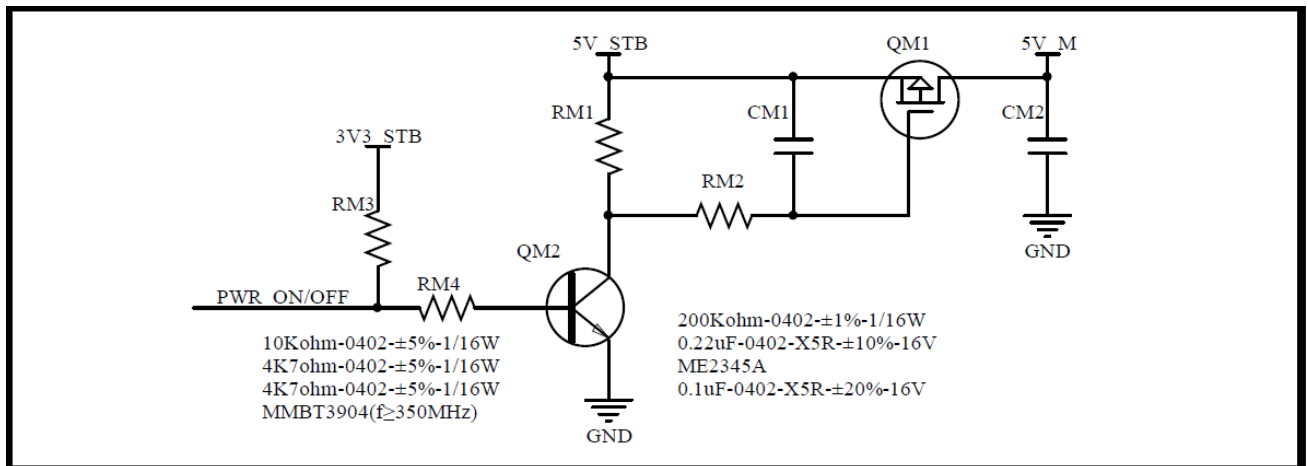 5V_STB
QM1
5V_M
RM1
CM1
CM2
3V3_STB
RM2
RM3
GND
QM2
RM4
PWR_ON/OFF
10Kohm-0402-±5%-1/16W
4K7ohm-0402-±5%-1/16W
4K7ohm-0402-±5%-1/16W
MMBT3904(f≥350MHz)
200Kohm-0402-±1%-1/16W
0.22uF-0402-X5R-±10%-16V
ME2345A
0.1uF-0402-X5R-±20%-16V
GND